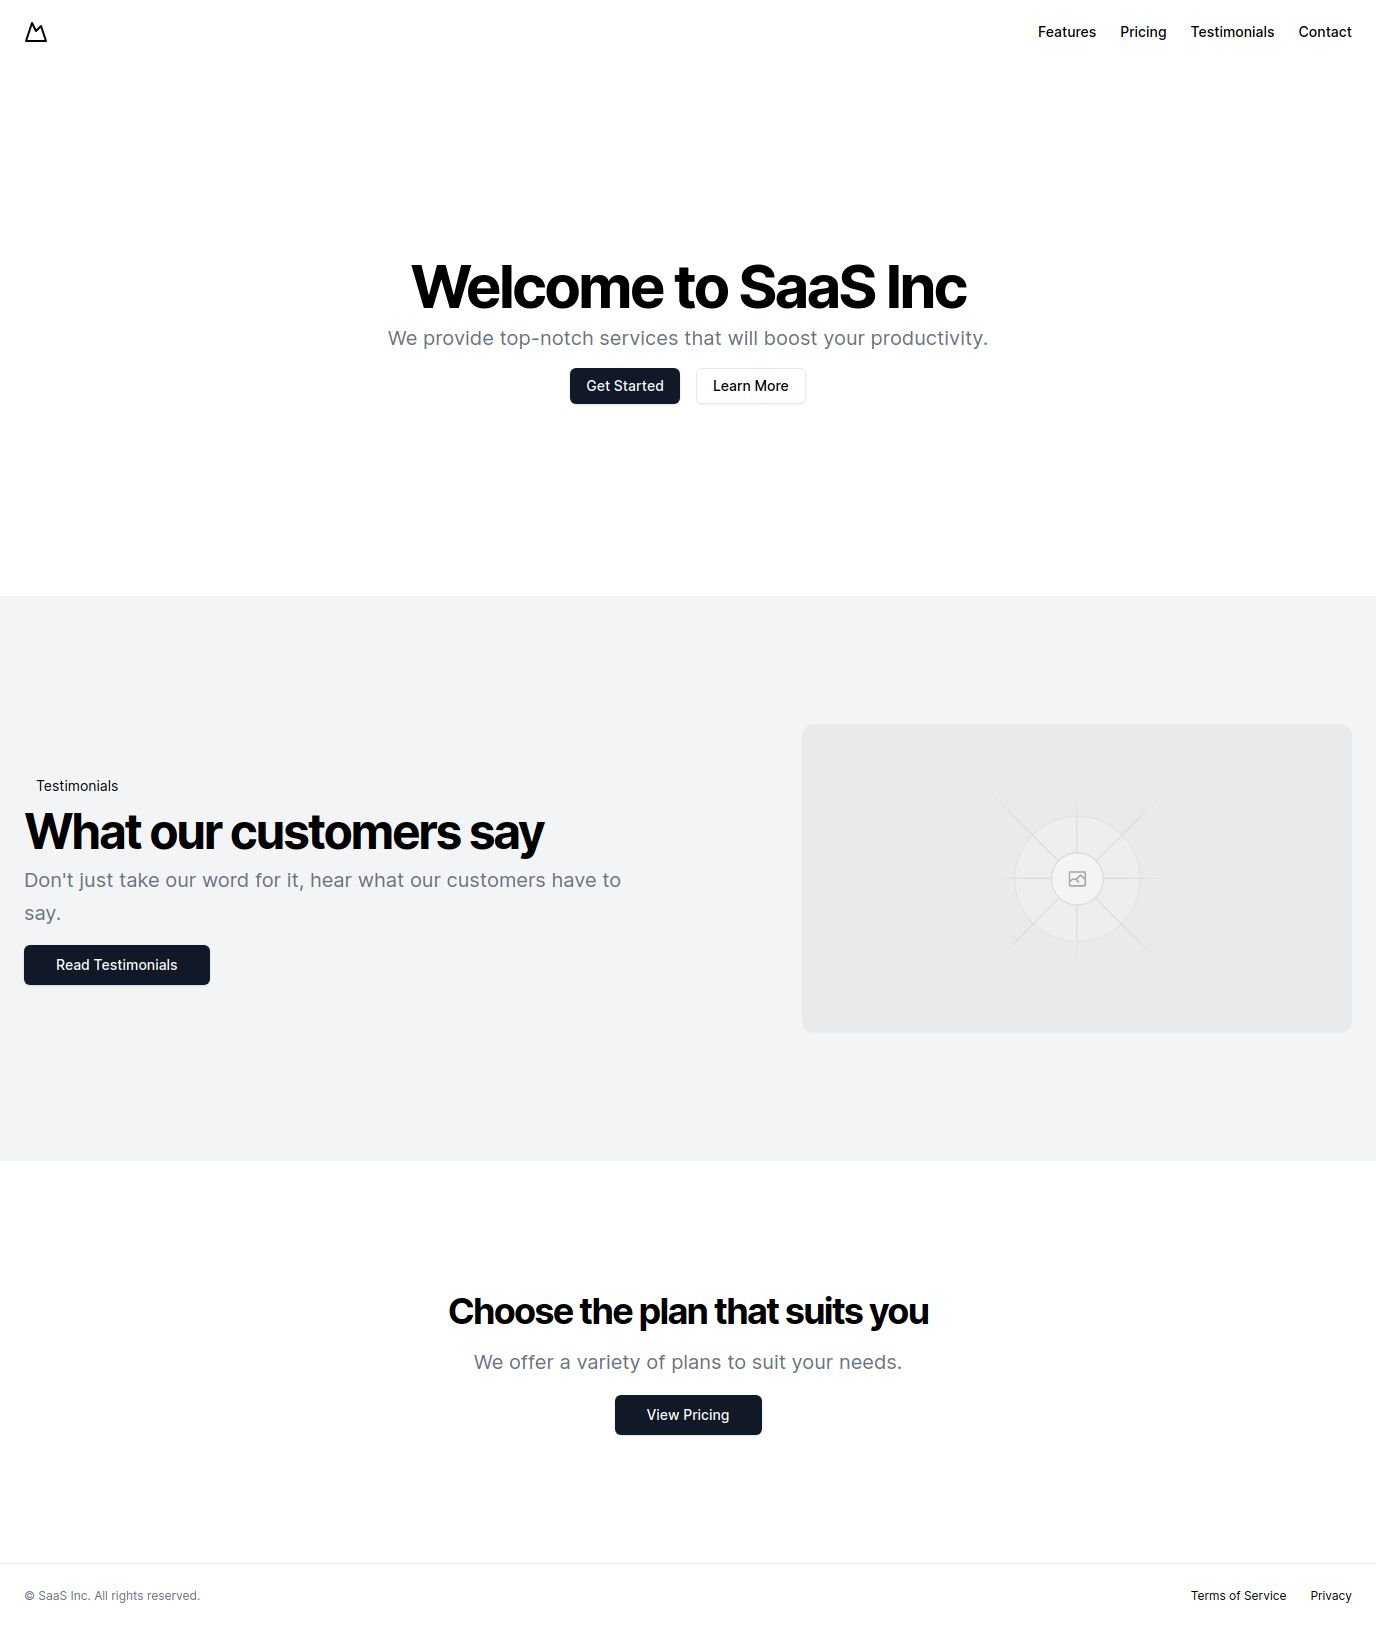 Features Pricing Testimonials Contact
Welcome to SaaS Inc
We provide top-notch services that will boost your productivity.
Get Started Learn More
Testimonials
What our customers say
Don't just take our word for it, hear what our customers have to
say.
Read Testimonials
Choose the plan that suits you
We offer a variety of plans to suit your needs.
View Pricing
© SaaS Inc. All rights reserved. Terms of Service Privacy